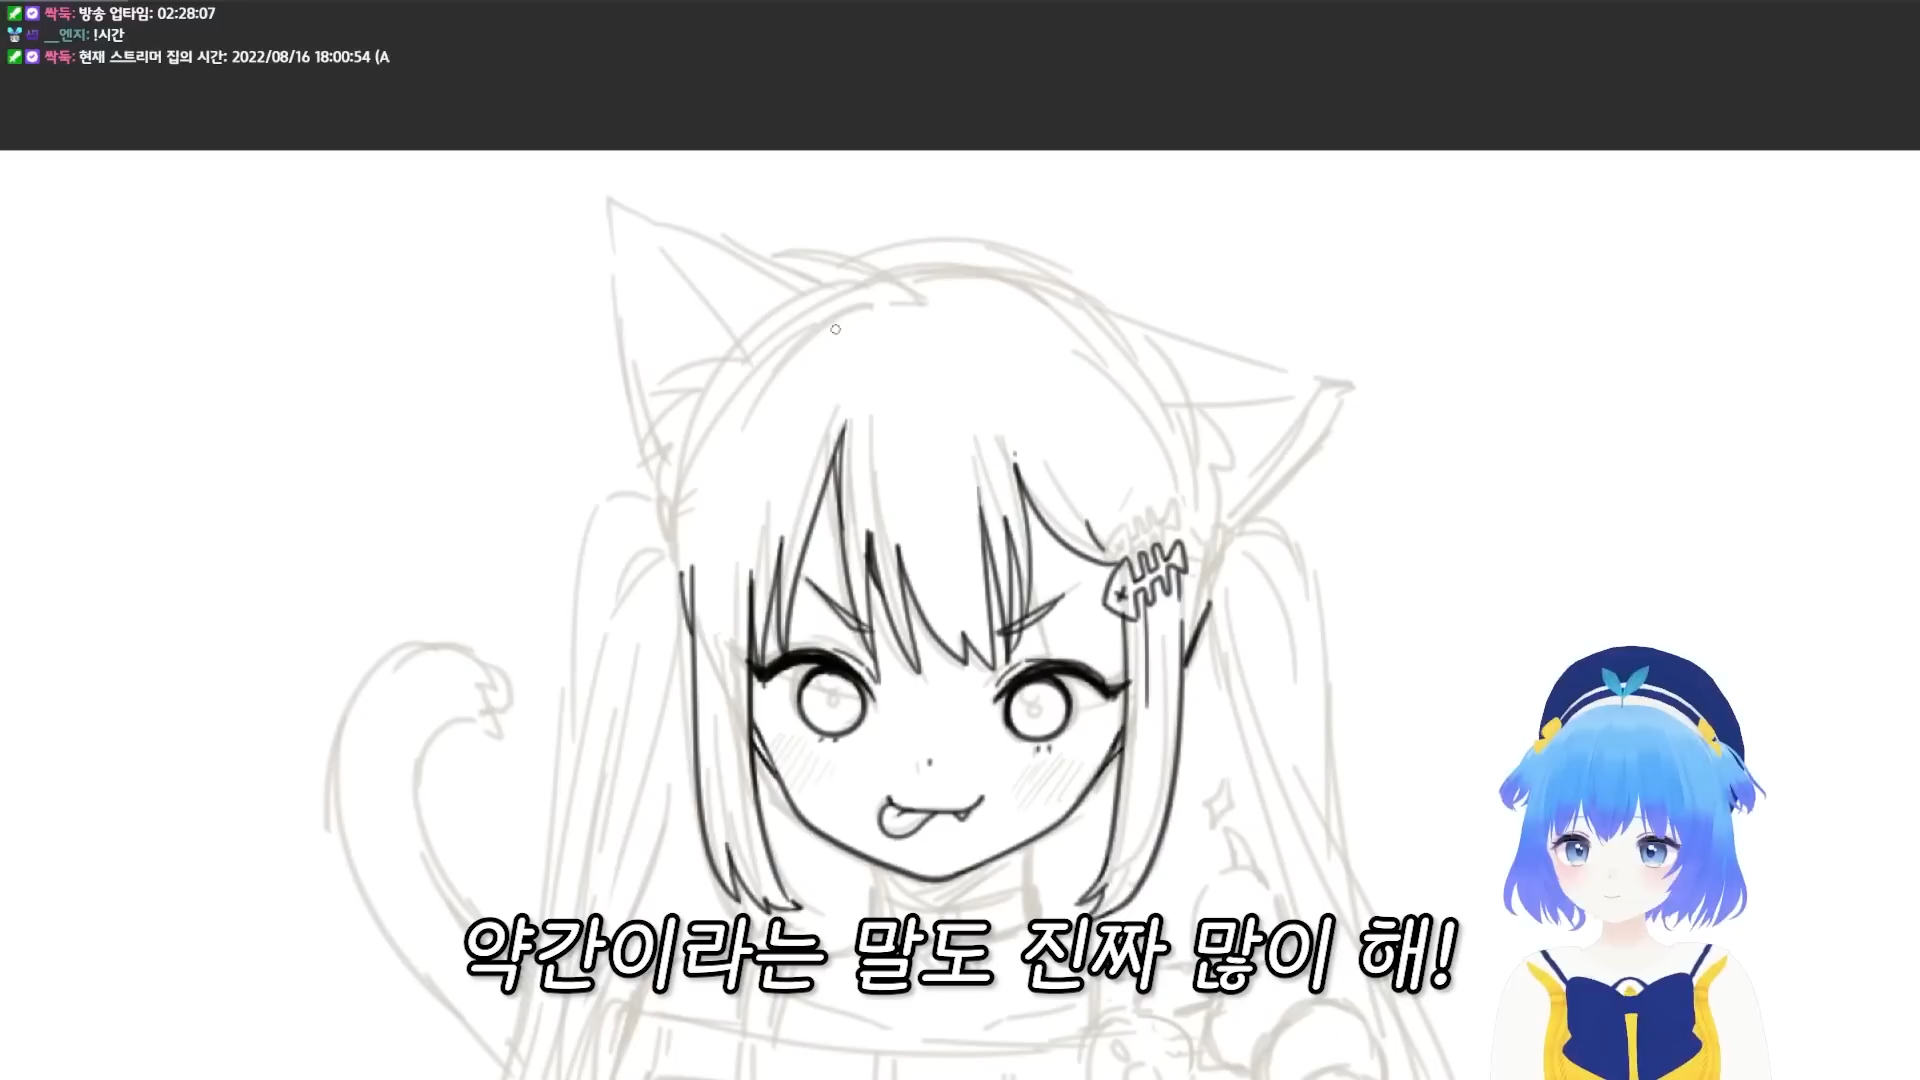 싹둑: 방송 업타임: 02:28:07
__엔지: !시간
싹둑: 현재 스트리머 집의 시간: 2022/08/16 18:00:54 (A
약간이라는 말도 진짜 많이 해!